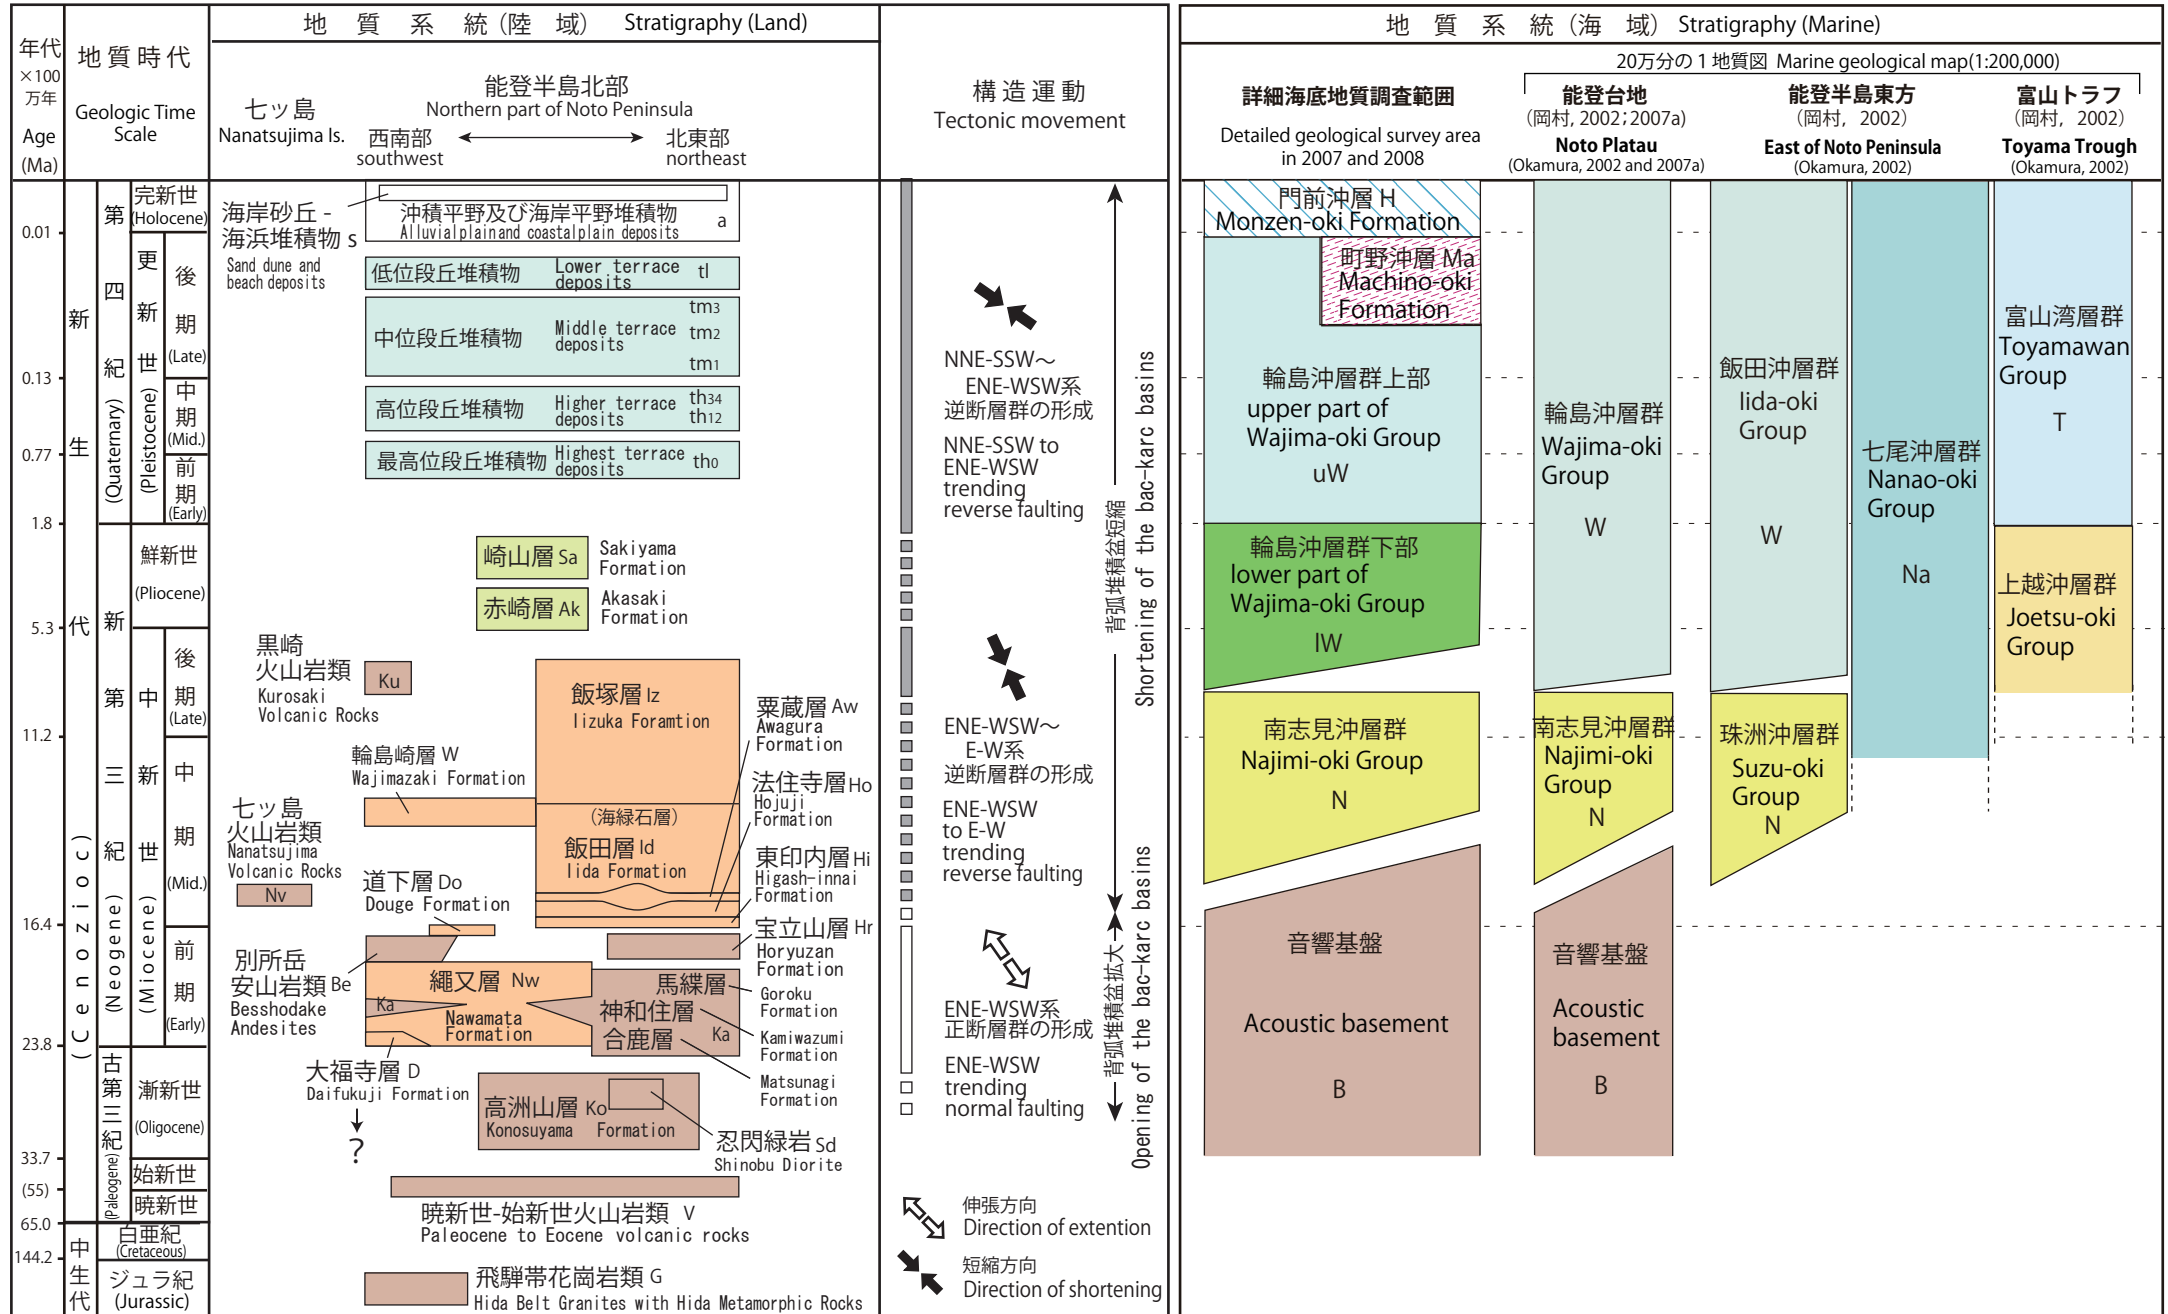 年代
×100
万年
Age
(Ma)
地質時代
Geologic Time
Scale
地 質 系 統（陸 域） Stratigraphy (Land)
七ッ島
Nanatsujima Is.
能登半島北部
Northern part of Noto Peninsula
西南部
southwest
北東部
northeast
構造運動
Tectonic movement
地 質 系 統（海 域） Stratigraphy (Marine)
20万分の1地質図 Marine geological map(1:200,000)
詳細海底地質調査範囲
Detailed geological survey area
in 2007 and 2008
能登台地
(岡村, 2002;2007a)
Noto Platau
(Okamura, 2002 and 2007a)
能登半島東方
(岡村, 2002)
East of Noto Peninsula
(Okamura, 2002)
富山トラフ
(岡村, 2002)
Toyama Trough
(Okamura, 2002)
0.01
0.13
0.77
1.8
5.3
11.2
16.4
23.8
33.7
(55)
65.0
144.2
新生代
(Cenozioc)
中生代
第四紀
(Quaternary)
新第三紀
(Neogene)
古第三紀
(Paleogene)
白亜紀
(Cretaceous)
ジュラ紀
(Jurassic)
完新世
(Holocene)
更新世
(Pleistocene)
後期
(Late)
中期
(Mid.)
前期
(Early)
鮮新世
(Pliocene)
中新世
(Miocene)
後期
(Late)
中期
(Mid.)
前期
(Early)
漸新世
(Oligocene)
始新世
暁新世
海岸砂丘 -
海浜堆積物 s
Sand dune and
beach deposits
沖積平野及び海岸平野堆積物
Alluvialplain and coastalplain deposits
a
低位段丘堆積物
Lower terrace
deposits
tl
中位段丘堆積物
Middle terrace
deposits
tm3
tm2
tm1
高位段丘堆積物
Higher terrace
deposits
th34
th12
最高位段丘堆積物
Highest terrace
deposits
th0
崎山層 Sa
Sakiyama
Formation
赤崎層 Ak
Akasaki
Formation
黒崎
火山岩類
Kurosaki
Volcanic Rocks
Ku
飯塚層 Iz
Iizuka Foramtion
粟蔵層 Aw
Awagura
Formation
輪島崎層 W
Wajimazaki Formation
法住寺層 Ho
Hojuji
Formation
七ッ島
火山岩類
Nanatsujima
Volcanic Rocks
Nv
（海緑石層）
飯田層 Id
Iida Formation
東印内層 Hi
Higash-innai
Formation
道下層 Do
Douge Formation
宝立山層 Hr
Horyuzan
Formation
別所岳
安山岩類 Be
Besshodake
Andesites
縄又層 Nw
Nawamata
Formation
Ka
馬緤層
神和住層
合鹿層
Ka
Goroku
Formation
Kamiwazumi
Formation
Matsunagi
Formation
大福寺層 D
Daifukuji Formation
?
高洲山層 Ko
Konosuyama Formation
忍閃緑岩 Sd
Shinobu Diorite
暁新世-始新世火山岩類 V
Paleocene to Eocene volcanic rocks
飛騨帯花崗岩類 G
Hida Belt Granites with Hida Metamorphic Rocks
NNE-SSW～
ENE-WSW系
逆断層群の形成
NNE-SSW to
ENE-WSW
trending
reverse faulting
ENE-WSW～
E-W系
逆断層群の形成
ENE-WSW
to E-W
trending
reverse faulting
ENE-WSW系
正断層群の形成
ENE-WSW
trending
normal faulting
背弧堆積盆短縮
Shortening of the bac-karc basins
背弧堆積盆拡大
Opening of the bac-karc basins
伸張方向
Direction of extention
短縮方向
Direction of shortening
門前沖層 H
Monzen-oki Formation
町野沖層 Ma
Machino-oki
Formation
輪島沖層群上部
upper part of
Wajima-oki Group
uW
輪島沖層群下部
lower part of
Wajima-oki Group
lW
南志見沖層群
Najimi-oki Group
N
音響基盤
Acoustic basement
B
輪島沖層群
Wajima-oki
Group
W
南志見沖層群
Najimi-oki
Group
N
音響基盤
Acoustic
basement
B
飯田沖層群
Iida-oki
Group
W
珠洲沖層群
Suzu-oki
Group
N
七尾沖層群
Nanao-oki
Group
Na
富山湾層群
Toyamawan
Group
T
上越沖層群
Joetsu-oki
Group